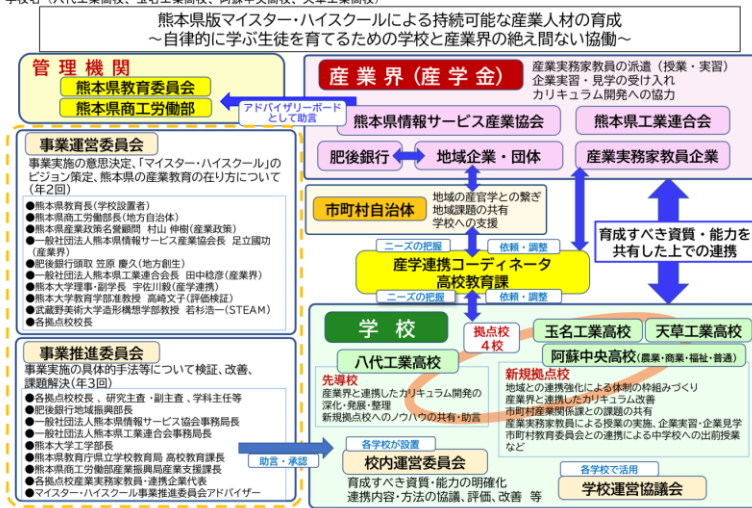 学校名（八代工業高校、玉名工業高校、阿蘇中央高校、天草工業高校）
熊本県版マイスター・ハイスクールによる持続可能な産業人材の育成
～自律的に学ぶ生徒を育てるための学校と産業界の絶え間ない協働～
管理機関
熊本県教育委員会
熊本県商工労働部
アドバイザリーボード
として助言
産業界（産学金）
産業実務家教員の派遣（授業・実習）
企業実習・見学の受け入れ
カリキュラム開発への協力
熊本県情報サービス産業協会
熊本県工業連合会
肥後銀行
地域企業・団体
産業実務家教員企業
事業運営委員会
事業実施の意思決定、「マイスター・ハイスクール」の
ビジョン策定、熊本県の産業教育の在り方について
（年2回）
●熊本県教育長（学校設置者）
●熊本県商工労働部長（地方自治体）
●熊本県産業政策名誉顧問 村山 伸樹（産業政策）
●一般社団法人熊本県情報サービス産業協会長 足立國功
（産業界）
●肥後銀行頭取 笠原 慶久（地方創生）
●一般社団法人熊本県工業連合会長 田中稔彦（産業界）
●熊本大学理事・副学長 宇佐川毅（産学連携）
●熊本大学教育学部准教授 高崎文子（評価検証）
●武蔵野美術大学造形構想学部教授 若杉浩一（STEAM）
●各拠点校校長
市町村自治体
地域の産官学との繋ぎ
地域課題の共有
学校への支援
ニーズの把握
依頼・調整
産学連携コーディネータ
高校教育課
ニーズの把握
依頼・調整
育成すべき資質・能力を
共有した上での連携
事業推進委員会
事業実施の具体的手法等について検証、改善、
課題解決（年3回）
●各拠点校校長 、研究主査 ・副主査 、学科主任等
●肥後銀行地域振興部長
●一般社団法人熊本県情報サービス産業協会事務局長
●一般社団法人熊本県工業連合会事務局長
●熊本大学工学部長
●熊本県教育庁県立学校教育局 高校教育課長
●熊本県商工労働部産業振興局産業支援課長
●各拠点校産業実務家教員・連携企業代表
●マイスター・ハイスクール事業推進委員会アドバイザー
助言・承認
学校
拠点校
4校
玉名工業高校
天草工業高校
八代工業高校
阿蘇中央高校（農業・商業・福祉・普通）
先導校
産業界と連携したカリキュラム開発の
深化・発展・整理
新規拠点校へのノウハウの共有・助言
新規拠点校
地域との連携強化による体制の枠組みづくり
産業界と連携したカリキュラム改善
市町村産業関係課との課題の共有
産業実務家教員による授業の実施、企業実習・企業見学
市町村教育委員会との連携による中学校への出前授業
など
各学校が設置
校内運営委員会
育成すべき資質・能力の明確化
連携内容・方法の協議、評価、改善 等
各学校で活用
学校運営協議会